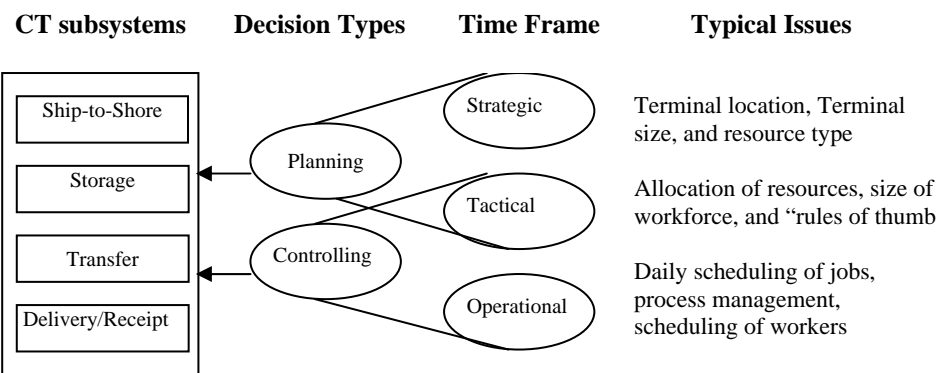 CT subsystems Decision Types Time Frame Typical Issues
Ship-to-Shore
Storage
Transfer
Delivery/Receipt
Planning
Controlling
Strategic
Tactical
Operational
Terminal location, Terminal
size, and resource type
Allocation of resources, size of
workforce, and “rules of thumb
Daily scheduling of jobs,
process management,
scheduling of workers